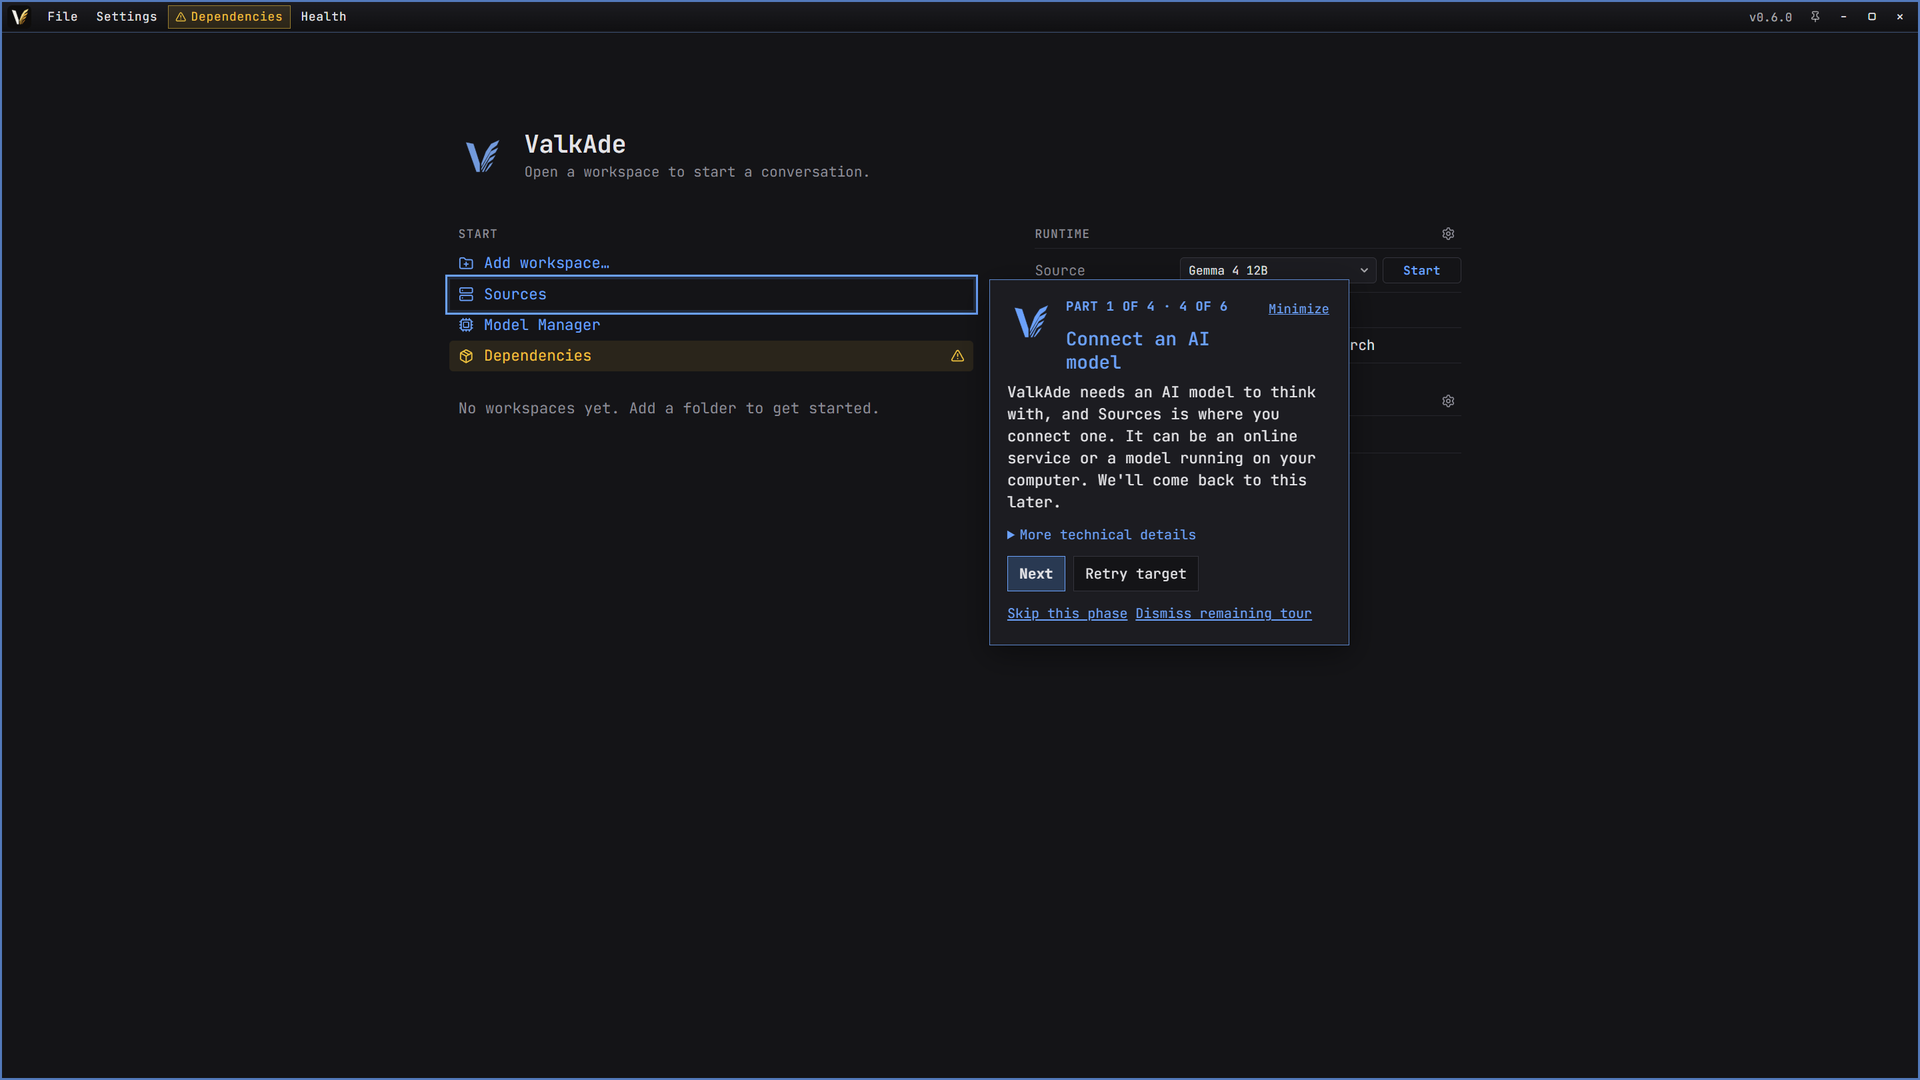 File Settings Dependencies Health v0.6.0
ValkAde
Open a workspace to start a conversation.
START
Add workspace…
Sources
Model Manager
Dependencies
No workspaces yet. Add a folder to get started.
RUNTIME
Source Gemma 4 12B Start
PART 1 OF 4 · 4 OF 6 Minimize
Connect an AI
model
ValkAde needs an AI model to think
with, and Sources is where you
connect one. It can be an online
service or a model running on your
computer. We'll come back to this
later.
More technical details
Next Retry target
Skip this phase Dismiss remaining tour
rch